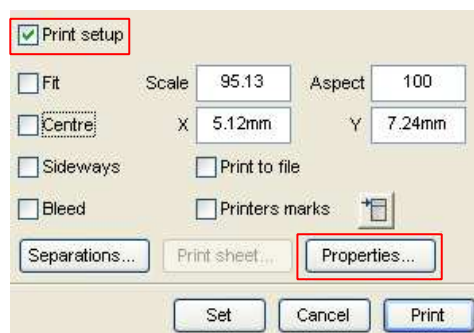 Print setup
Fit Scale 95.13 Aspect 100
Centre X 5.12mm Y 7.24mm
Sideways Print to file
Bleed Printers marks
Separations... Print sheet... Properties...
Set Cancel Print